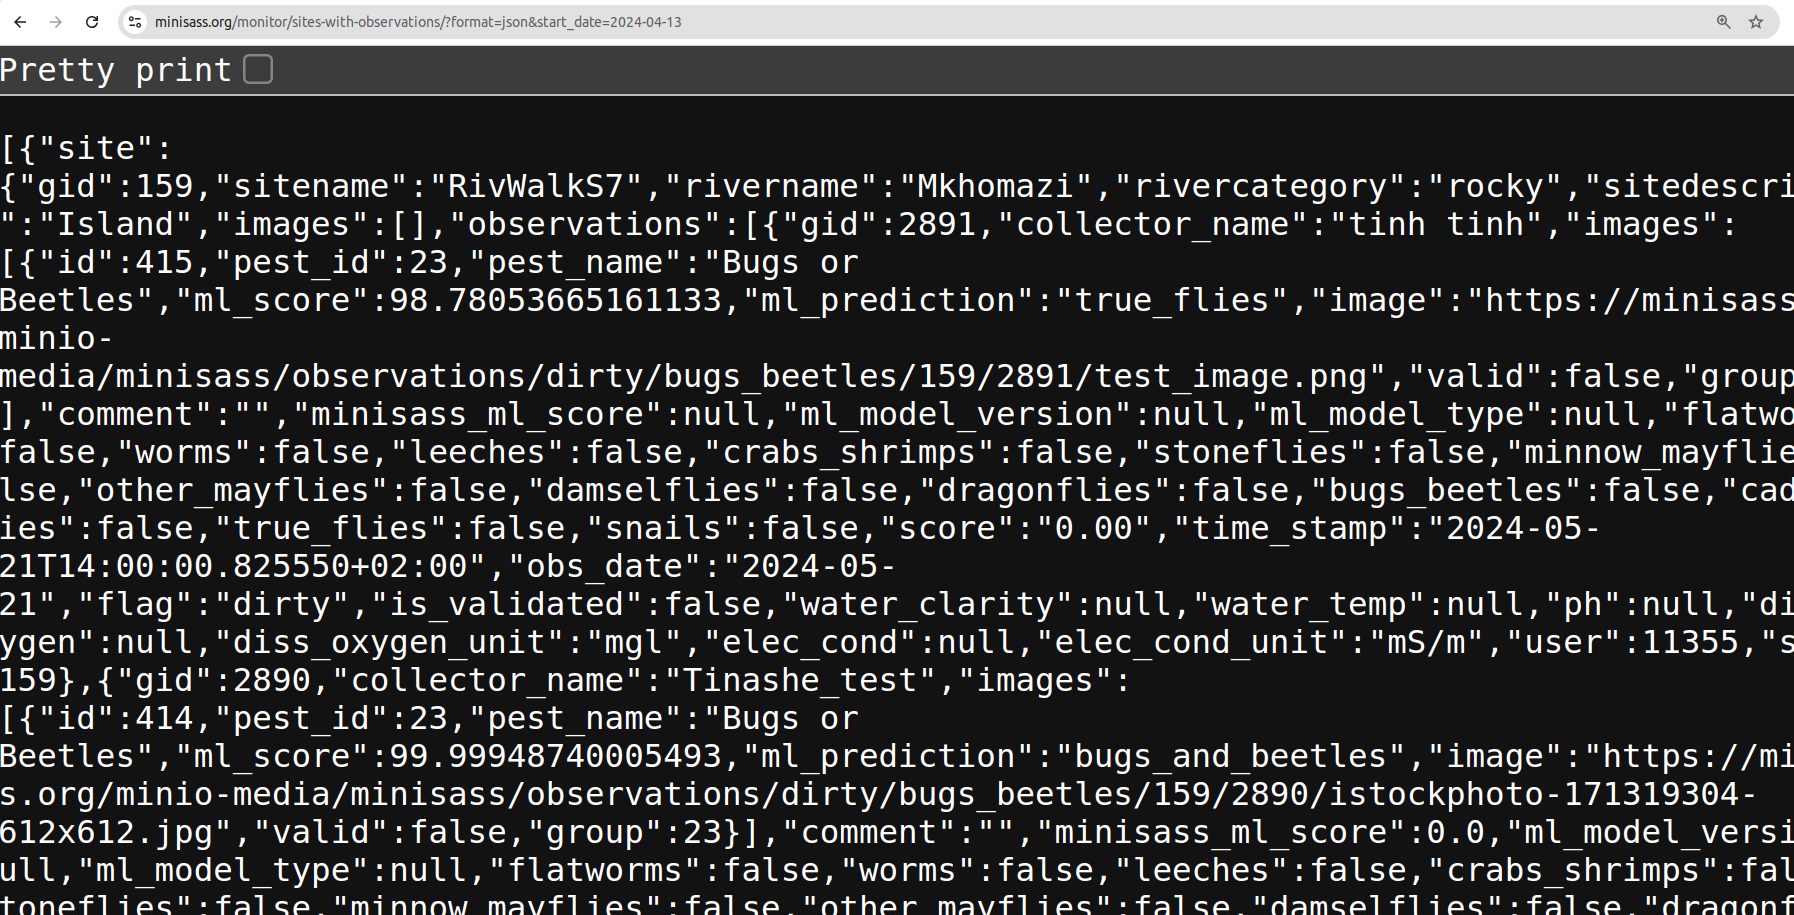 minisass.org/monitor/sites-with-observations/?format=json&start_date=2024-04-13
Pretty print
[{"site":
{"gid":159,"sitename":"RivWalkS7","rivername":"Mkhomazi","rivercategory":"rocky","sitedescri
":"Island","images":[],"observations":[{"gid":2891,"collector_name":"tinh tinh","images":
[{"id":415,"pest_id":23,"pest_name":"Bugs or
Beetles","ml_score":98.78053665161133,"ml_prediction":"true_flies","image":"https://minisass
minio-
media/minisass/observations/dirty/bugs_beetles/159/2891/test_image.png","valid":false,"group
],"comment":"","minisass_ml_score":null,"ml_model_version":null,"ml_model_type":null,"flatwo
false,"worms":false,"leeches":false,"crabs_shrimps":false,"stoneflies":false,"minnow_mayflie
lse,"other_mayflies":false,"damselflies":false,"dragonflies":false,"bugs_beetles":false,"cad
ies":false,"true_flies":false,"snails":false,"score":"0.00","time_stamp":"2024-05-
21T14:00:00.825550+02:00","obs_date":"2024-05-
21","flag":"dirty","is_validated":false,"water_clarity":null,"water_temp":null,"ph":null,"di
ygen":null,"diss_oxygen_unit":"mgl","elec_cond":null,"elec_cond_unit":"mS/m","user":11355,"s
159},{"gid":2890,"collector_name":"Tinashe_test","images":
[{"id":414,"pest_id":23,"pest_name":"Bugs or
Beetles","ml_score":99.99948740005493,"ml_prediction":"bugs_and_beetles","image":"https://mi
s.org/minio-media/minisass/observations/dirty/bugs_beetles/159/2890/istockphoto-171319304-
612x612.jpg","valid":false,"group":23}],"comment":"","minisass_ml_score":0.0,"ml_model_versi
ull,"ml_model_type":null,"flatworms":false,"worms":false,"leeches":false,"crabs_shrimps":fal
toneflies":false,"minnow_mayflies":false,"other_mayflies":false,"damselflies":false,"dragonf